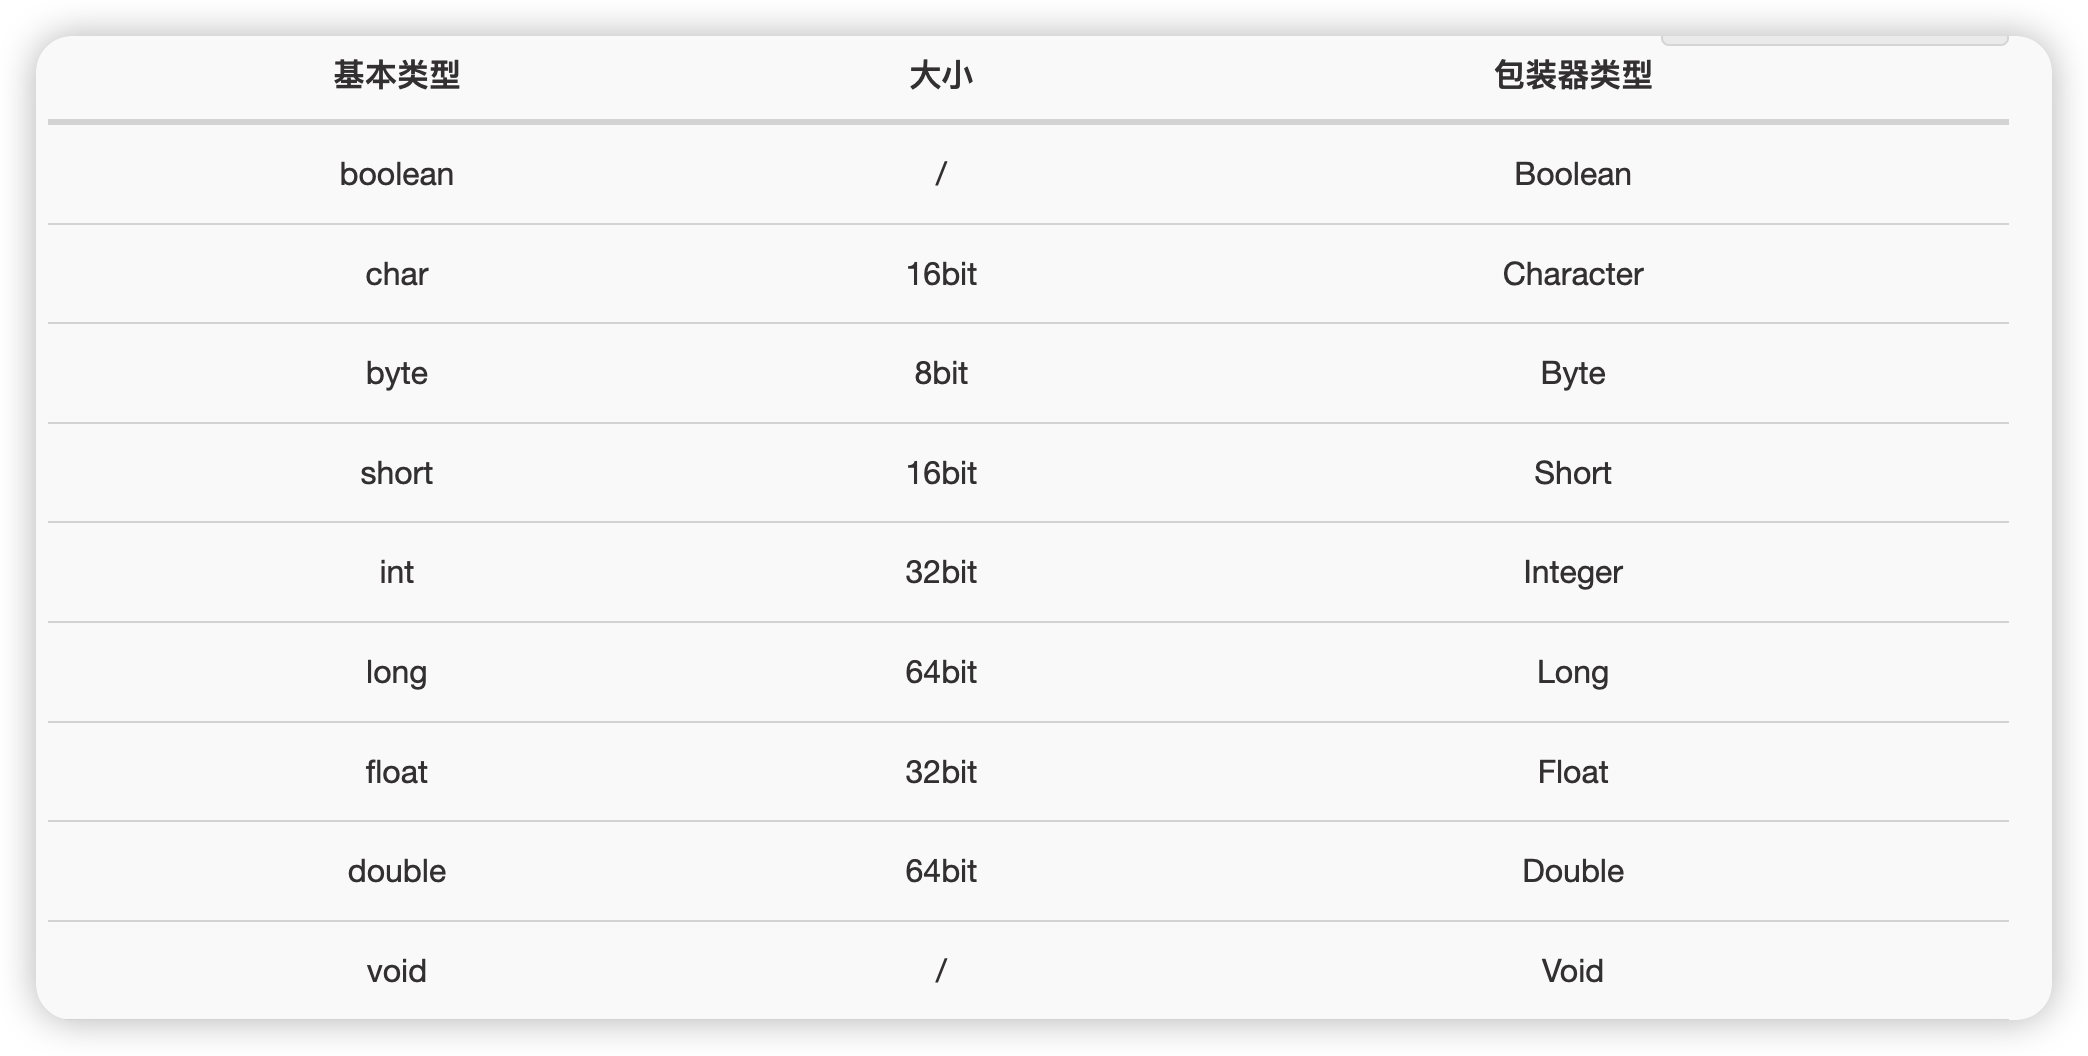 基本类型 大小 包装器类型
boolean / Boolean
char 16bit Character
byte 8bit Byte
short 16bit Short
int 32bit Integer
long 64bit Long
float 32bit Float
double 64bit Double
void / Void